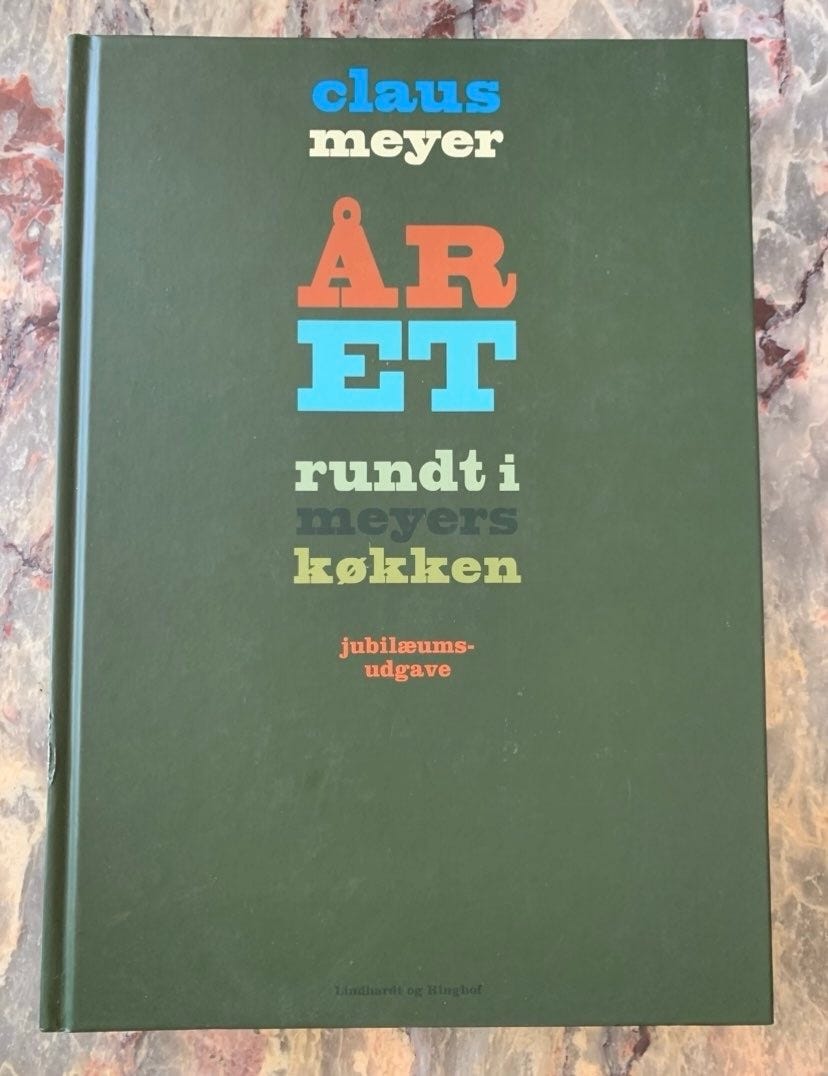 claus
meyer
ÅR
ET
rundt i
meyers
køkken
jubilæums-
udgave
Lindhardt og Ringhof